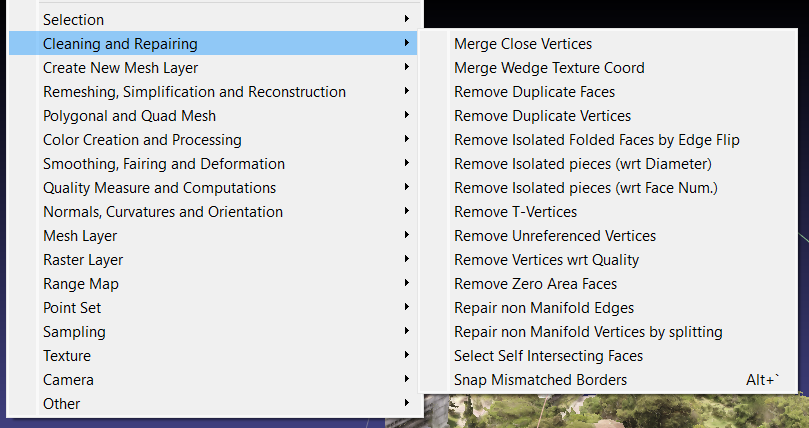 Selection
Cleaning and Repairing
Create New Mesh Layer
Remeshing, Simplification and Reconstruction
Polygonal and Quad Mesh
Color Creation and Processing
Smoothing, Fairing and Deformation
Quality Measure and Computations
Normals, Curvatures and Orientation
Mesh Layer
Raster Layer
Range Map
Point Set
Sampling
Texture
Camera
Other
Merge Close Vertices
Merge Wedge Texture Coord
Remove Duplicate Faces
Remove Duplicate Vertices
Remove Isolated Folded Faces by Edge Flip
Remove Isolated pieces (wrt Diameter)
Remove Isolated pieces (wrt Face Num.)
Remove T-Vertices
Remove Unreferenced Vertices
Remove Vertices wrt Quality
Remove Zero Area Faces
Repair non Manifold Edges
Repair non Manifold Vertices by splitting
Select Self Intersecting Faces
Snap Mismatched Borders Alt+`